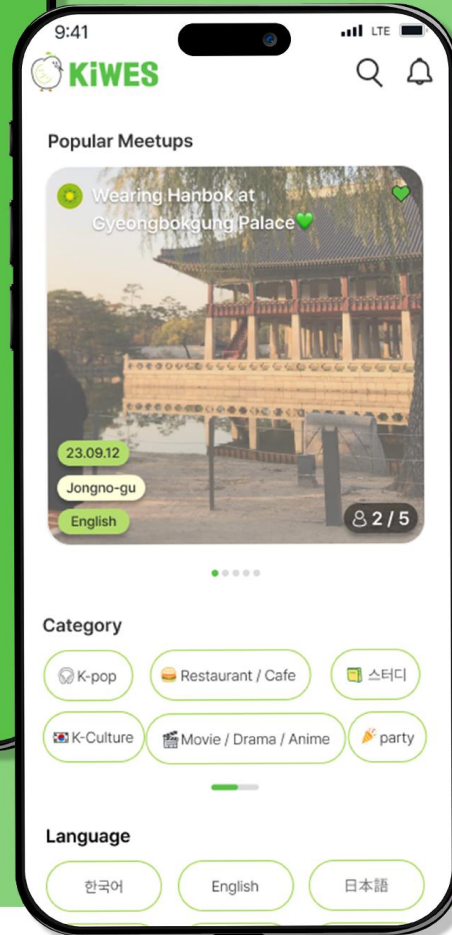 9:41
LTE
KiWES
Popular Meetups
Wearing Hanbok at
Gyeongbokgung Palace💚
23.09.12
Jongno-gu
English
2 / 5
Category
K-pop
Restaurant / Cafe
스터디
K-Culture
Movie / Drama / Anime
party
Language
한국어
English
日本語